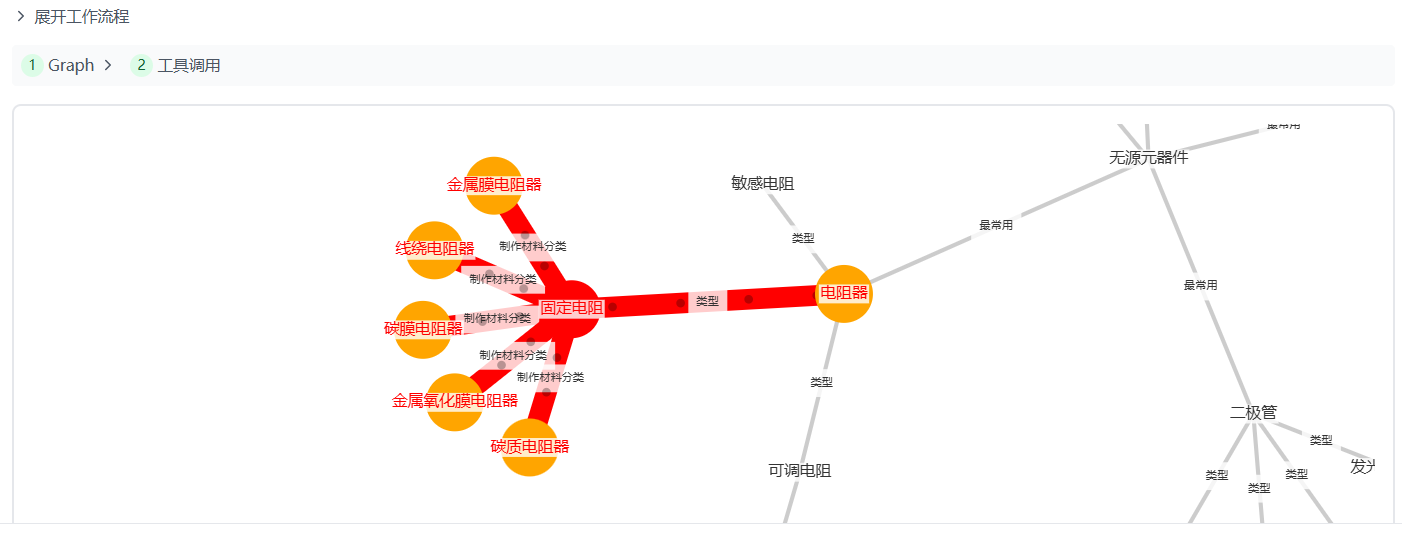 展开工作流程
1 Graph
2 工具调用
最常用
无源元器件
金属膜电阻器
敏感电阻
最常用
类型
制作材料分类
线绕电阻器
制作材料分类
最常用
电阻器
类型
固定电阻
制作材料分类
碳膜电阻器
制作材料分类
制作材料分类
类型
金属氧化膜电阻器
二极管
类型
碳质电阻器
发光
可调电阻
类型
类型
类型